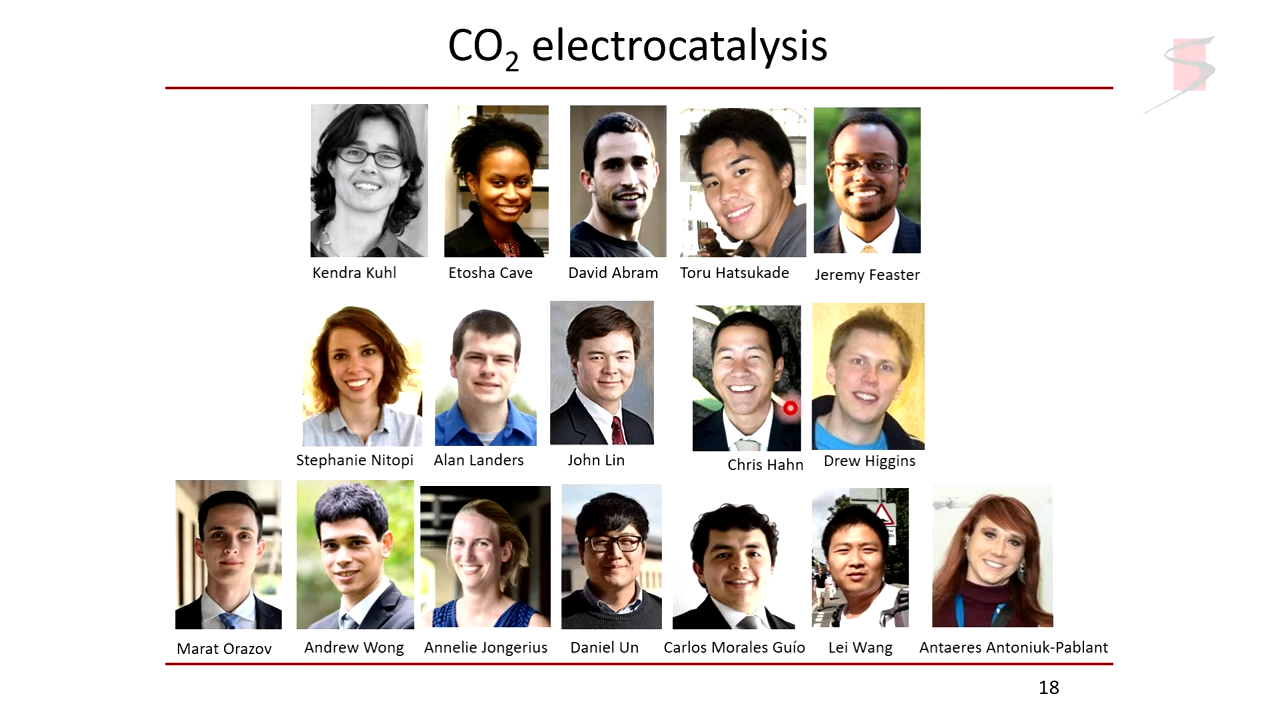 CO₂ electrocatalysis
Kendra Kuhl
Etosha Cave
David Abram
Toru Hatsukade
Jeremy Feaster
Stephanie Nitopi
Alan Landers
John Lin
Chris Hahn
Drew Higgins
Marat Orazov
Andrew Wong
Annelie Jongerius
Daniel Un
Carlos Morales Guío
Lei Wang
Antaeres Antoniuk-Pablant
18